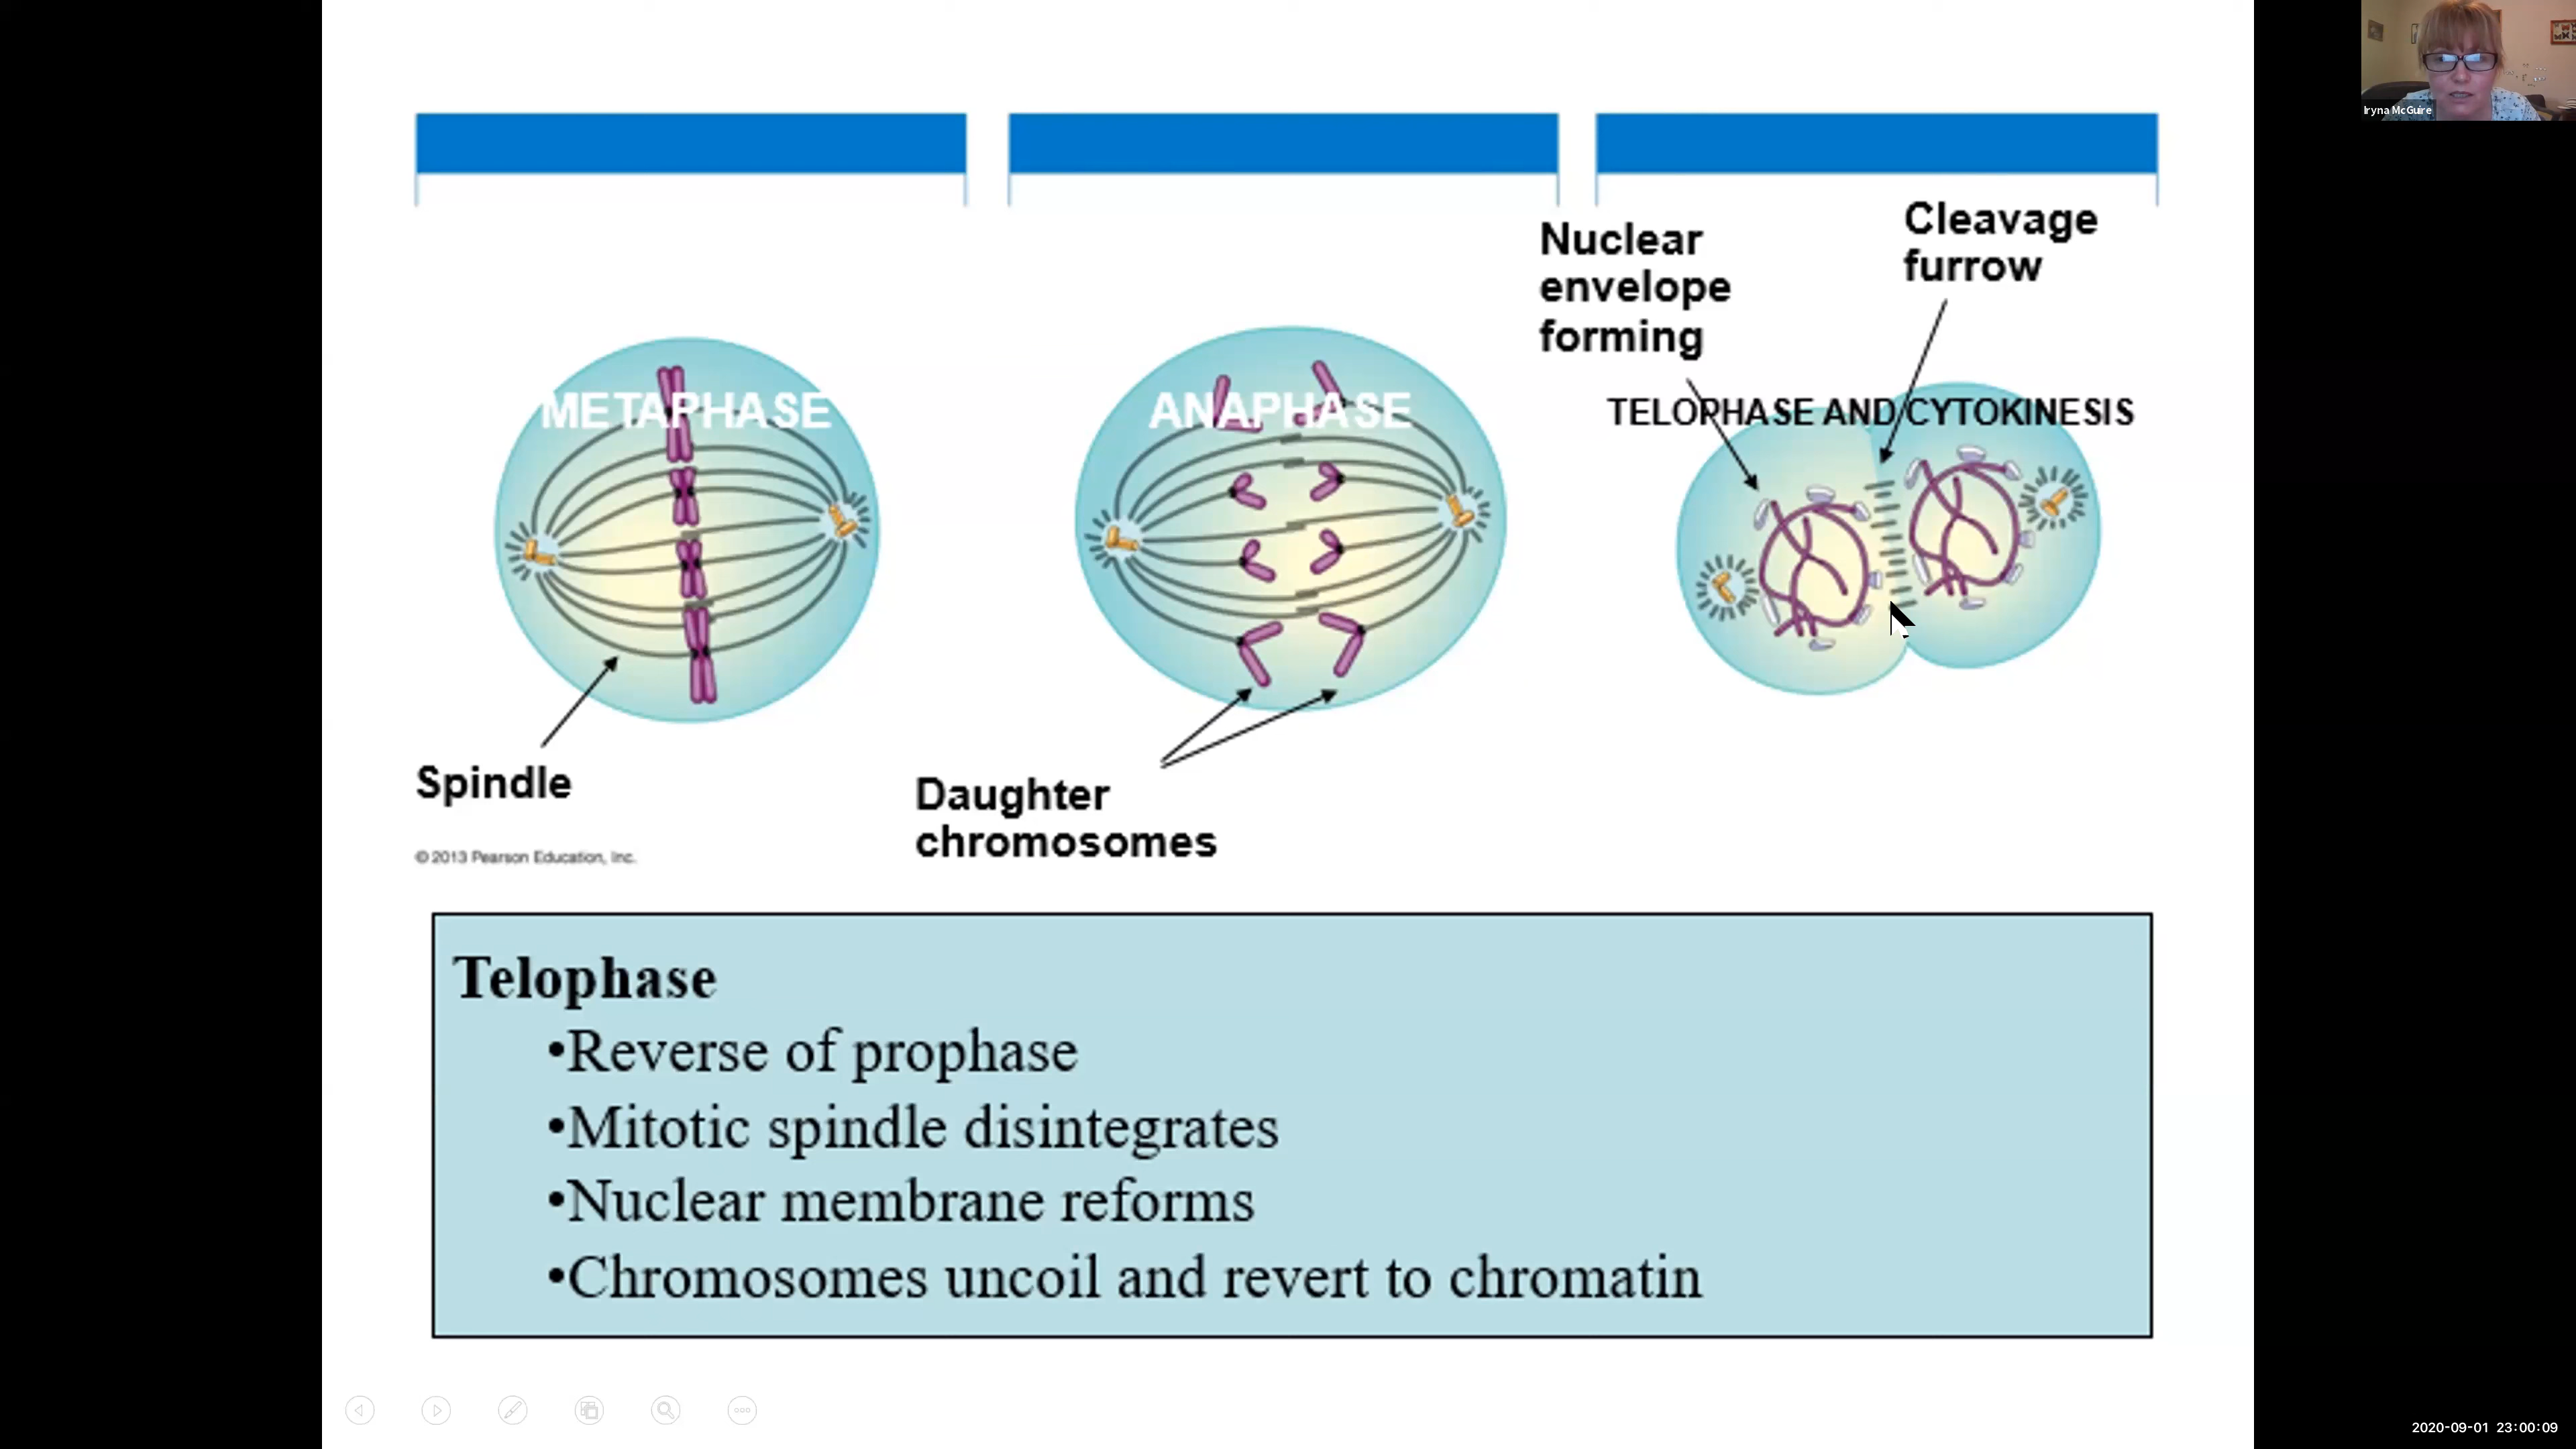 Iryna McGuire
Cleavage
furrow
Nuclear
envelope
forming
METAPHASE
ANAPHASE
TELOPHASE AND CYTOKINESIS
Spindle
Daughter
chromosomes
© 2013 Pearson Education, Inc.
Telophase
•Reverse of prophase
•Mitotic spindle disintegrates
•Nuclear membrane reforms
•Chromosomes uncoil and revert to chromatin
2020-09-01 23:00:09